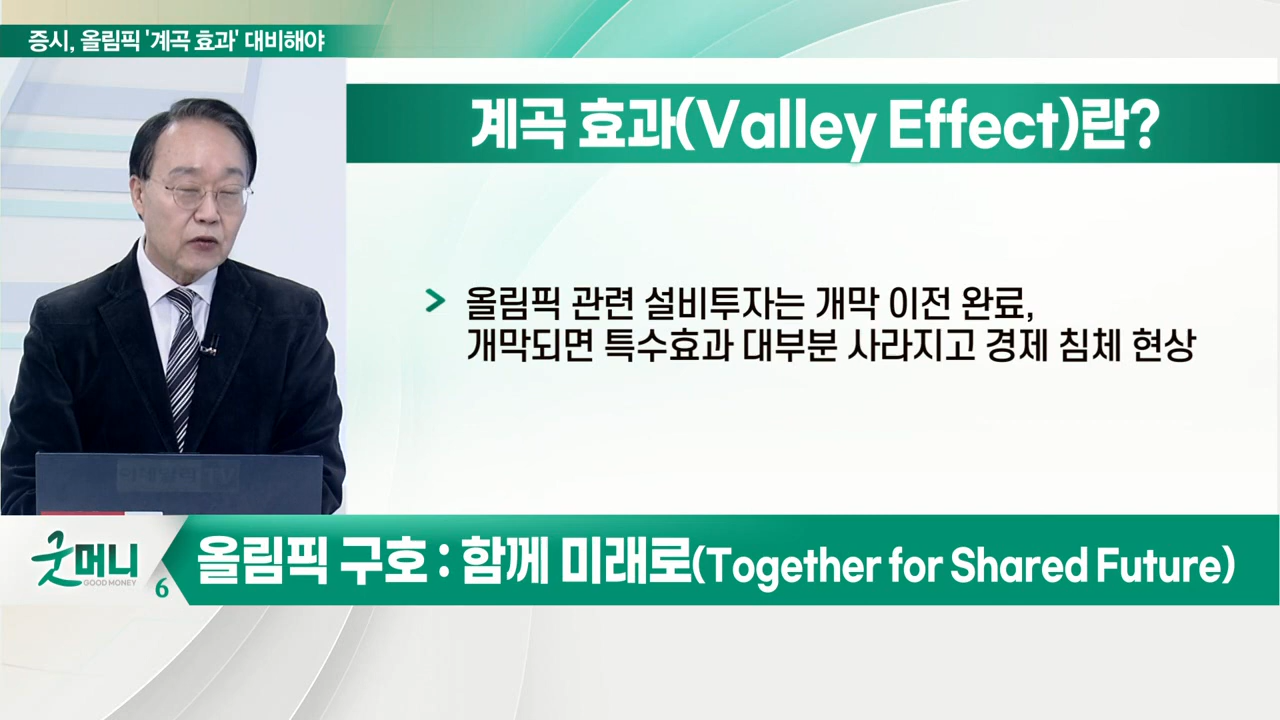 증시, 올림픽 '계곡 효과' 대비해야
계곡 효과(Valley Effect)란?
올림픽 관련 설비투자는 개막 이전 완료,
개막되면 특수효과 대부분 사라지고 경제 침체 현상
굿머니
GOOD MONEY
6
올림픽 구호 : 함께 미래로(Together for Shared Future)